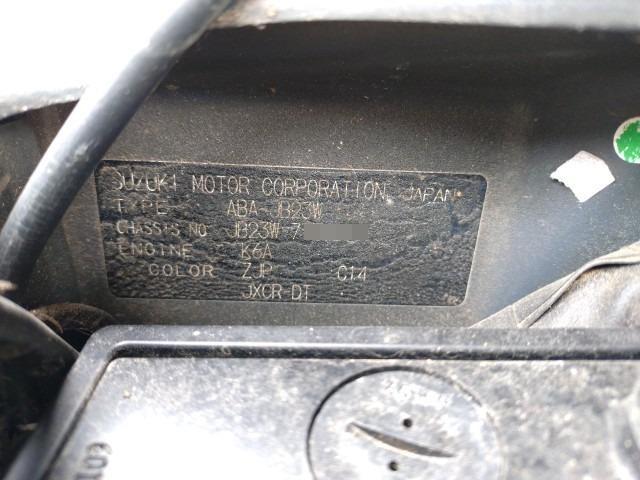 SUZUKI MOTOR CORPORATION, JAPAN
TYPE ABA-JB23W
CHASSIS NO JB23W-7
ENGINE K6A
COLOR ZJP C14
JXCR-DT